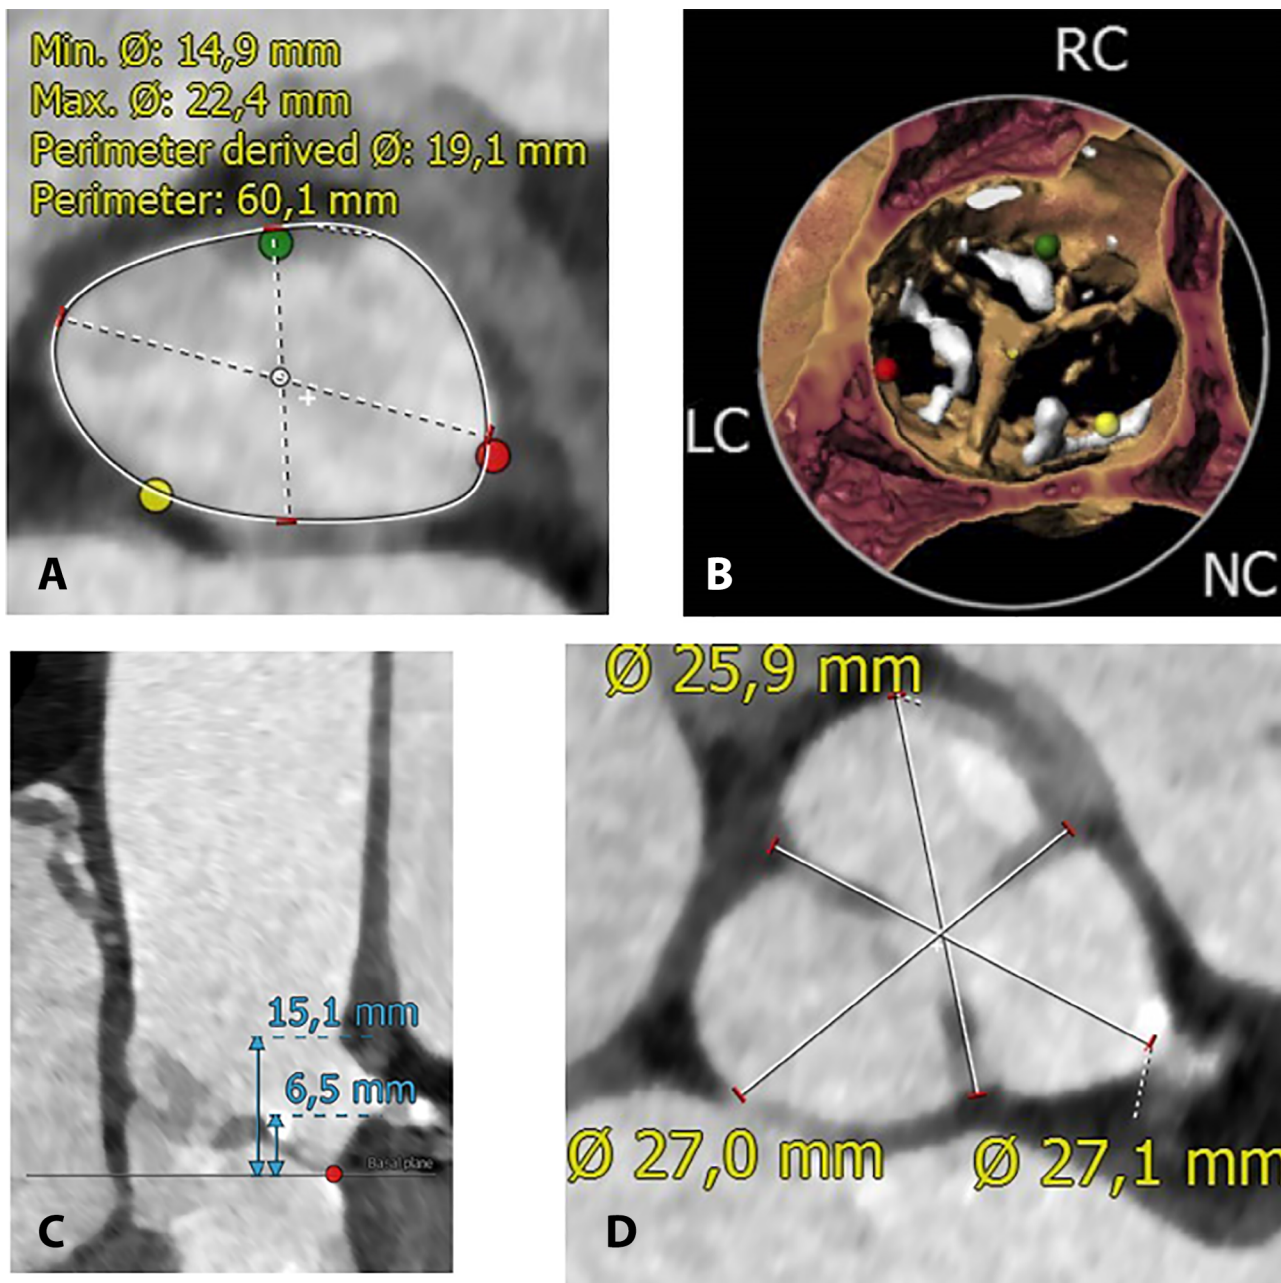 Min. Ø: 14,9 mm
Max. Ø: 22,4 mm
Perimeter derived Ø: 19,1 mm
Perimeter: 60,1 mm
A
RC
LC
NC
B
15,1 mm
6,5 mm
Basal plane
C
Ø 25,9 mm
Ø 27,0 mm
Ø 27,1 mm
D